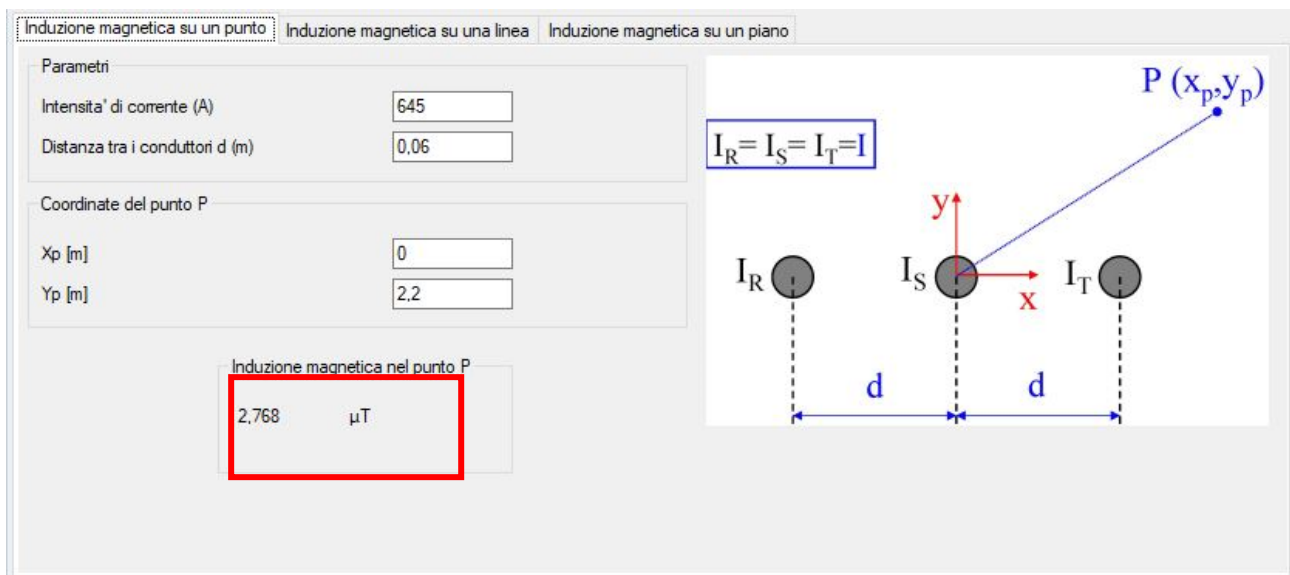 Induzione magnetica su un punto Induzione magnetica su una linea Induzione magnetica su un piano
Parametri
Intensita' di corrente (A) 645
Distanza tra i conduttori d (m) 0,06
Coordinate del punto P
Xp [m] 0
Yp [m] 2,2
Induzione magnetica nel punto P
2,768 µT
P (xp,yp)
IR= IS= IT=I
y
IR IS IT
x
d d